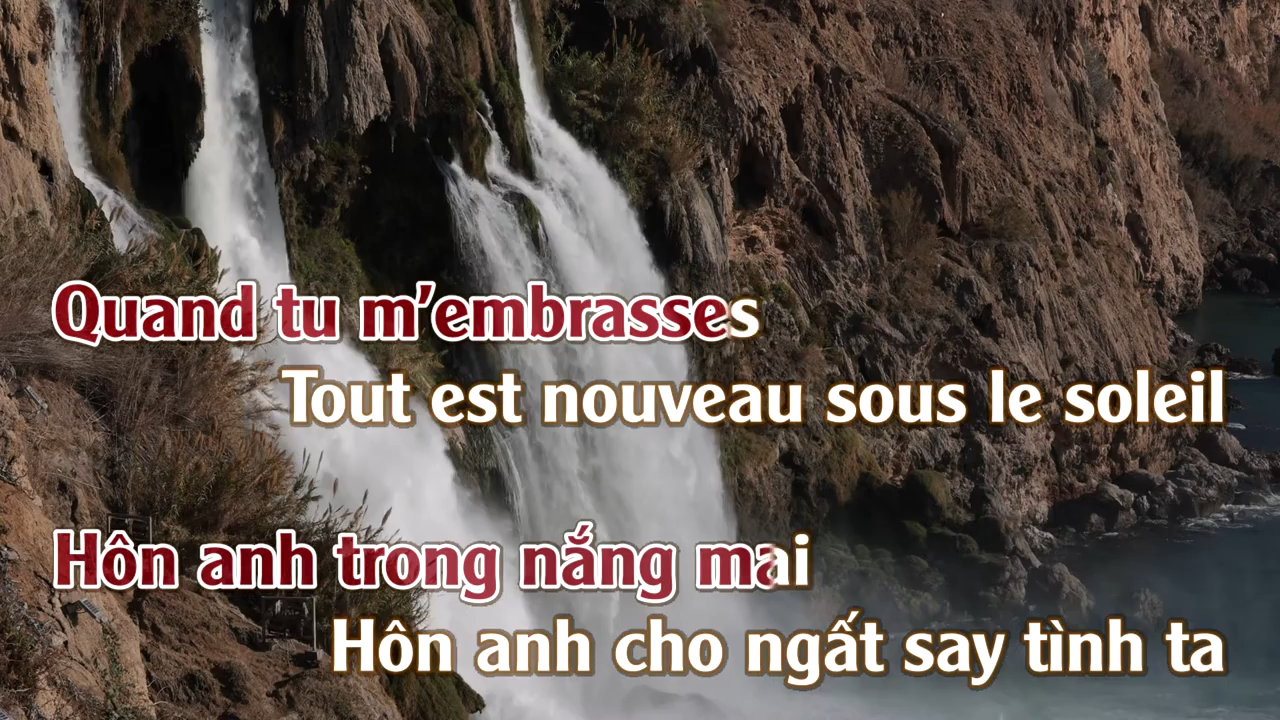 Quand tu m'embrasses
Tout est nouveau sous le soleil
Hôn anh trong nắng mai
Hôn anh cho ngất say tình ta